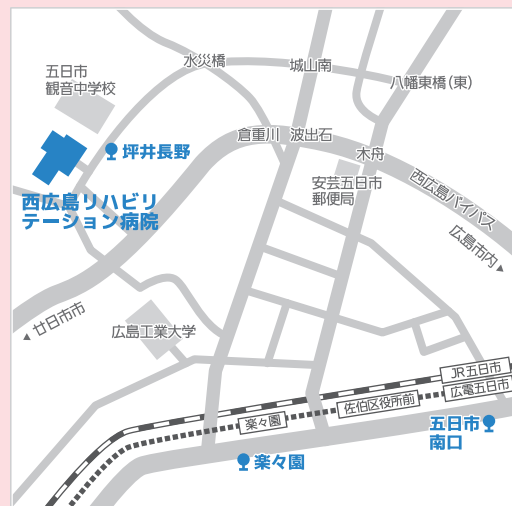 水災橋
城山南
五日市
観音中学校
八幡東橋(東)
倉重川
波出石
坪井長野
木舟
安芸五日市
郵便局
西広島バイパス
西広島リハビリ
テーション病院
広島市内
廿日市市
広島工業大学
JR五日市
広電五日市
佐伯区役所前
楽々園
五日市
南口
楽々園